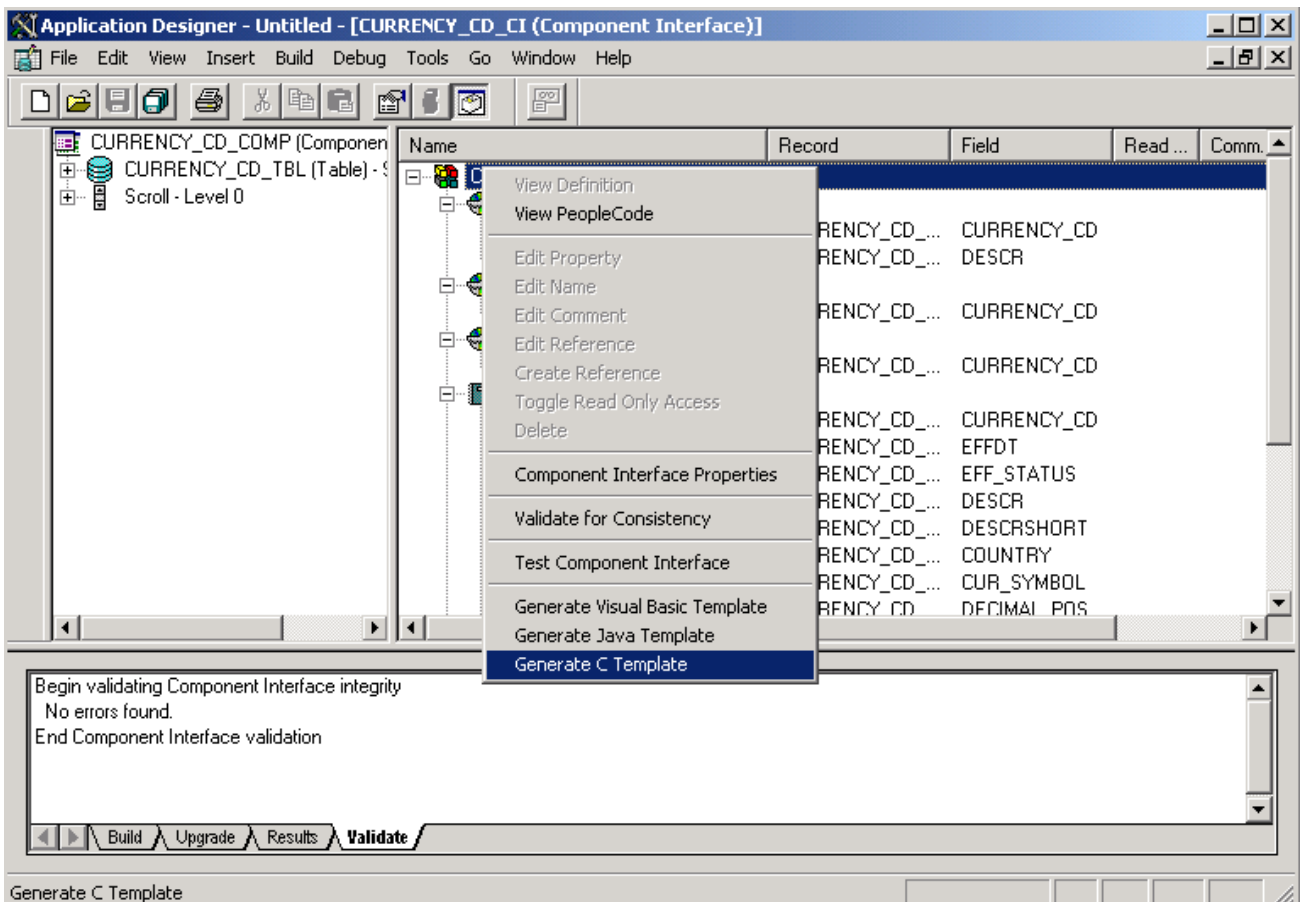 Application Designer - Untitled - [CURRENCY_CD_CI (Component Interface)]
File Edit View Insert Build Debug Tools Go Window Help
CURRENCY_CD_COMP (Componen
CURRENCY_CD_TBL (Table) - S
Scroll - Level 0
Name Record Field Read ... Comm.
C
View Definition
View PeopleCode
Edit Property
Edit Name
Edit Comment
Edit Reference
Create Reference
Toggle Read Only Access
Delete
Component Interface Properties
Validate for Consistency
Test Component Interface
Generate Visual Basic Template
Generate Java Template
Generate C Template
RENCY_CD_... CURRENCY_CD
RENCY_CD_... DESCR
RENCY_CD_... CURRENCY_CD
RENCY_CD_... CURRENCY_CD
RENCY_CD_... CURRENCY_CD
RENCY_CD_... EFFDT
RENCY_CD_... EFF_STATUS
RENCY_CD_... DESCR
RENCY_CD_... DESCRSHORT
RENCY_CD_... COUNTRY
RENCY_CD_... CUR_SYMBOL
RENCY_CD DECIMAL_POS
Begin validating Component Interface integrity
No errors found.
End Component Interface validation
Build Upgrade Results Validate
Generate C Template